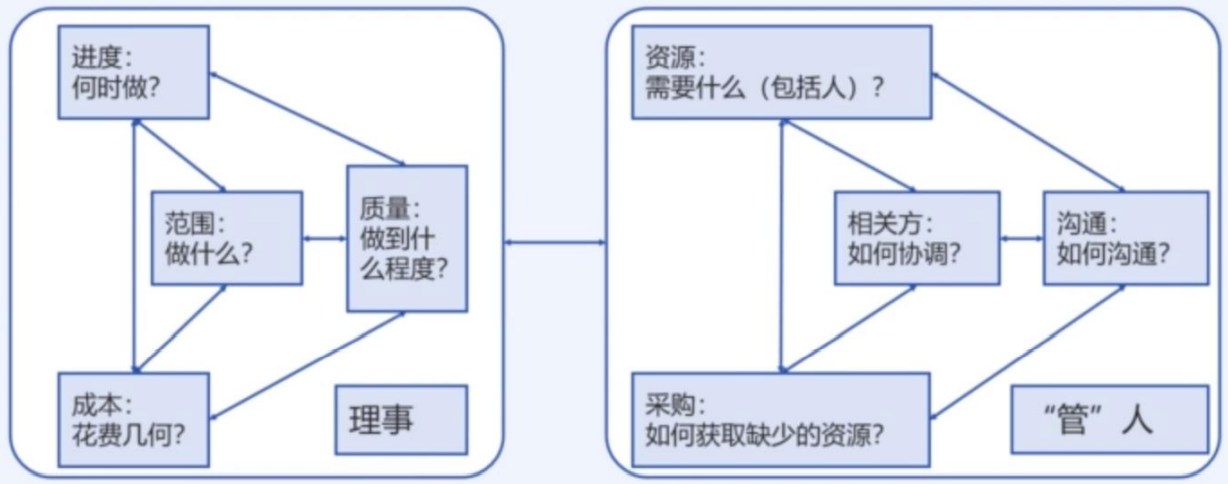 进度：
何时做？
范围：
做什么？
质量：
做到什
么程度？
成本：
花费几何？
理事
资源：
需要什么（包括人）？
相关方：
如何协调？
沟通：
如何沟通？
采购：
如何获取缺少的资源？
“管”人